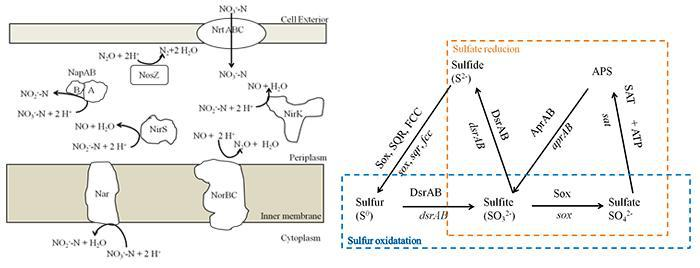 NO₃⁻-N
Cell Exterior
Nrt ABC
N₂O + 2H⁺
N₂+2 H₂O
NosZ
NO₃⁻-N
NapAB
B A
NO₂⁻-N
NO₃⁻-N + 2 H⁺
NO + H₂O
NO₂⁻-N + 2 H⁺
NirK
NO + H₂O
NirS
NO₂⁻-N + 2 H⁺
NO + 2 H⁺
N₂O + H₂O
Periplasm
Nar
NorBC
Inner membrane
NO₂⁻-N + H₂O
Cytoplasm
NO₃⁻-N + 2 H⁺
Sulfate reducion
Sulfide
(S²⁻)
APS
Sox, SQR, FCC
sox, sqr, fcc
DsrAB
dsrAB
AprAB
aprAB
SAT + ATP
sat
Sulfur
(S⁰)
DsrAB
dsrAB
Sulfite
(SO₃²⁻)
Sox
sox
Sulfate
SO₄²⁻
Sulfur oxidatation